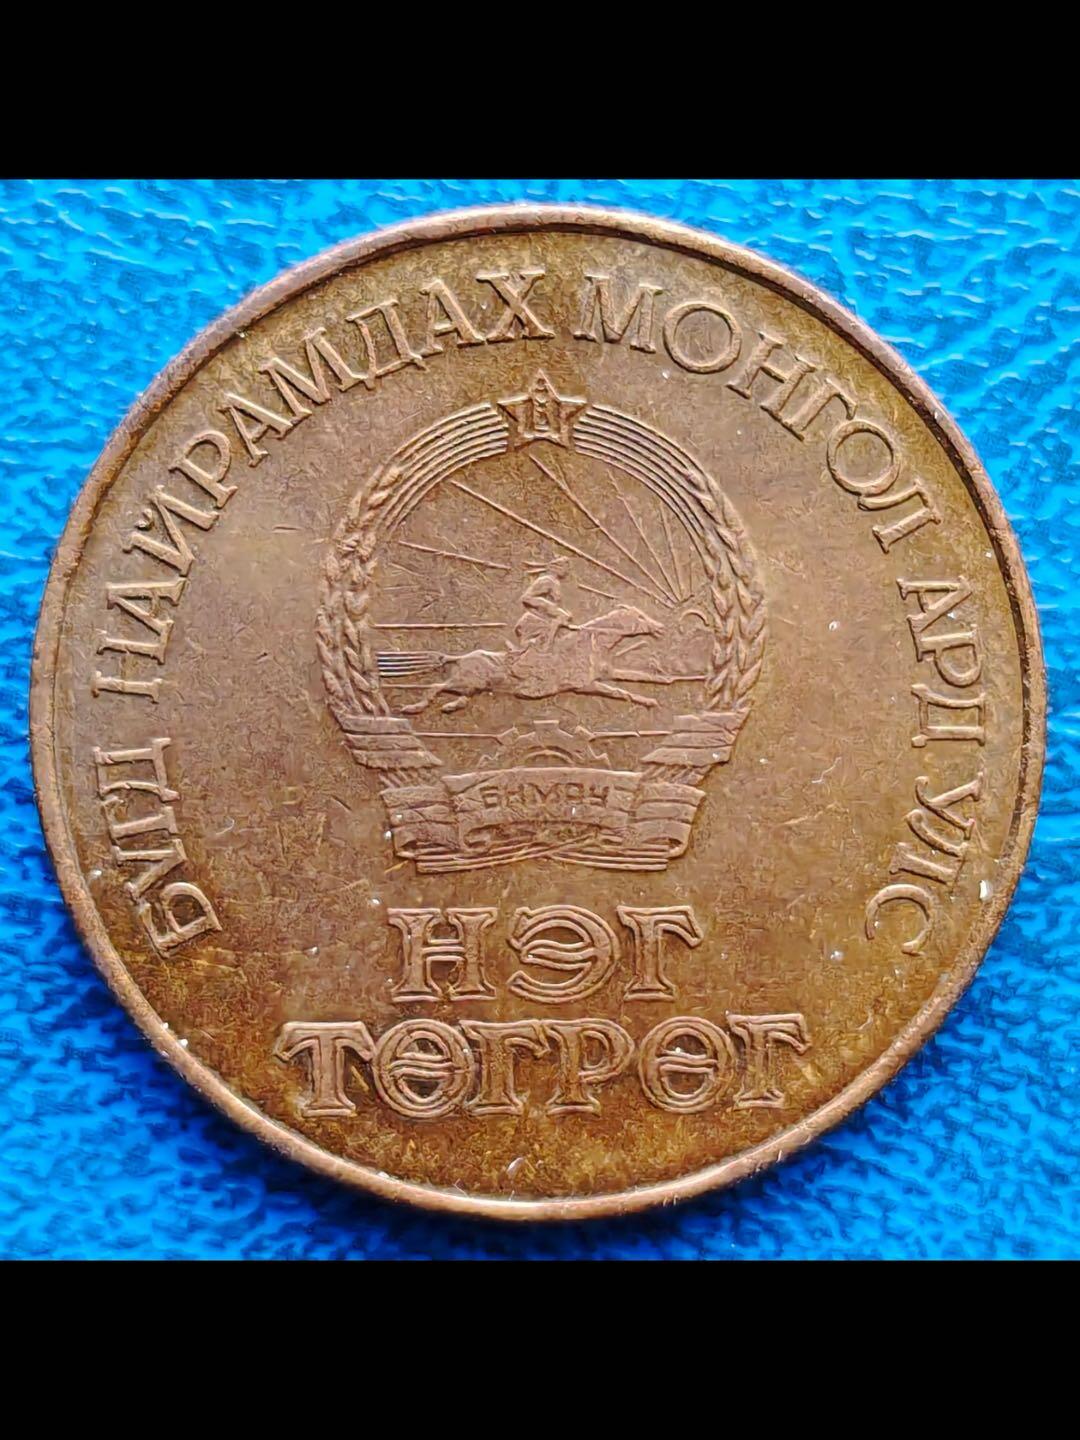 БҮГД НАЙРАМДАХ МОНГОЛ АРД УЛС
БНМАУ
НЭГ
ТӨГРӨГ